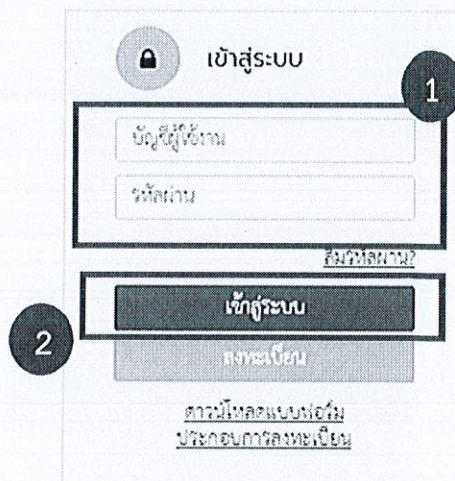 เข้าสู่ระบบ
1
บัญชีผู้ใช้งาน
รหัสผ่าน
ลืมรหัสผ่าน?
2
เข้าสู่ระบบ
ลงทะเบียน
ดาวน์โหลดแบบฟอร์ม
ประกอบการลงทะเบียน